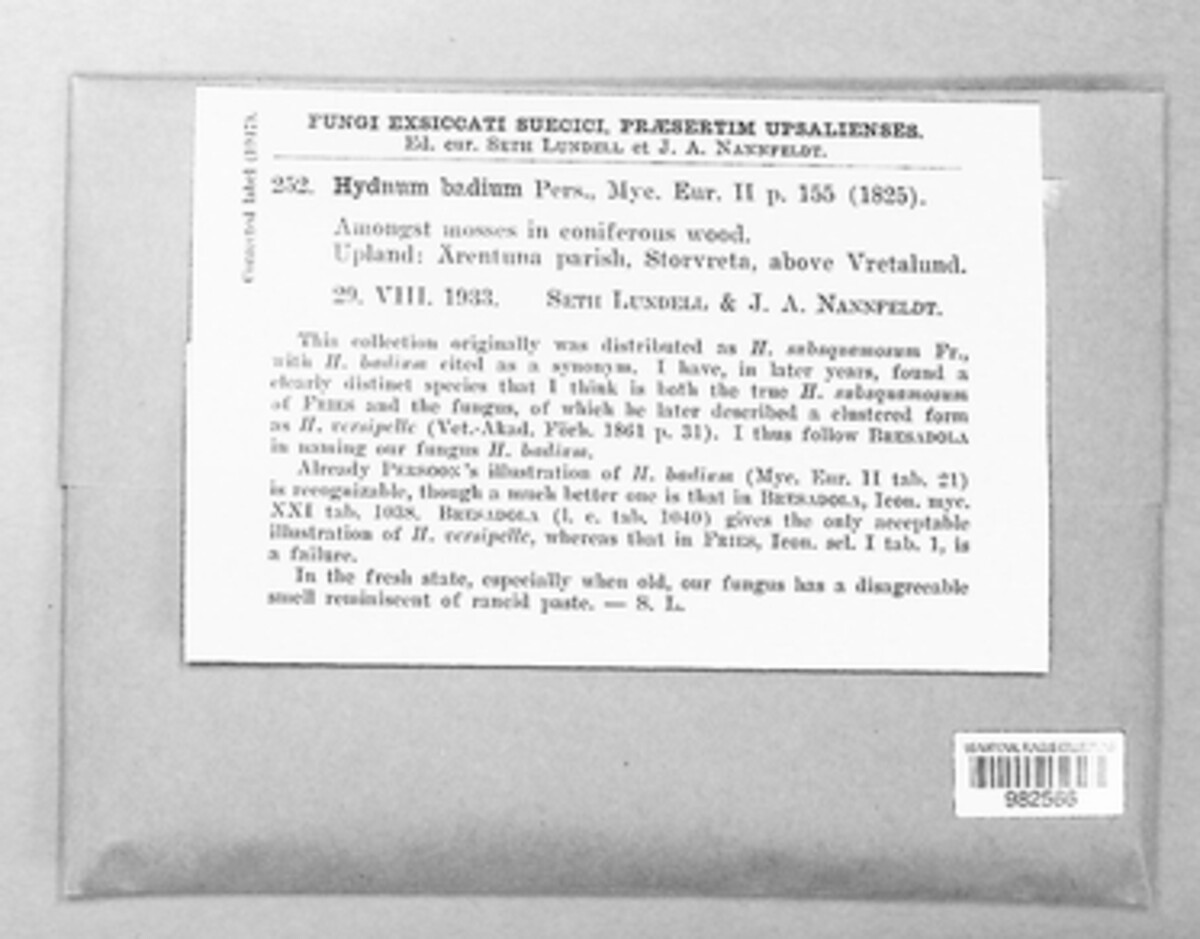 Corrected label (1947).
FUNGI EXSICCATI SUECICI, PRÆSERTIM UPSALIENSES.
Ed. cur. SETH LUNDELL et J. A. NANNFELDT.
252. Hydnum badium Pers., Myc. Eur. II p. 155 (1825).
Amongst mosses in coniferous wood.
Upland: Ärentuna parish, Storvreta, above Vretalund.
29. VIII. 1933. SETH LUNDELL & J. A. NANNFELDT.
This collection originally was distributed as H. subsquamosum Fr.,
with H. badium cited as a synonym. I have, in later years, found a
clearly distinct species that I think is both the true H. subsquamosum
of FRIES and the fungus, of which he later described a clustered form
as H. versipelle (Vet.-Akad. Förh. 1861 p. 31). I thus follow BRESADOLA
in naming our fungus H. badium.
Already PERSOON's illustration of H. badium (Myc. Eur. II tab. 21)
is recognizable, though a much better one is that in BRESADOLA, Icon. myc.
XXI tab. 1038. BRESADOLA (l. c. tab. 1040) gives the only acceptable
illustration of H. versipelle, whereas that in FRIES, Icon. sel. I tab. 1, is
a failure.
In the fresh state, especially when old, our fungus has a disagreeable
smell reminiscent of rancid paste. — S. L.
US NATIONAL FUNGUS COLLECTIONS
982566